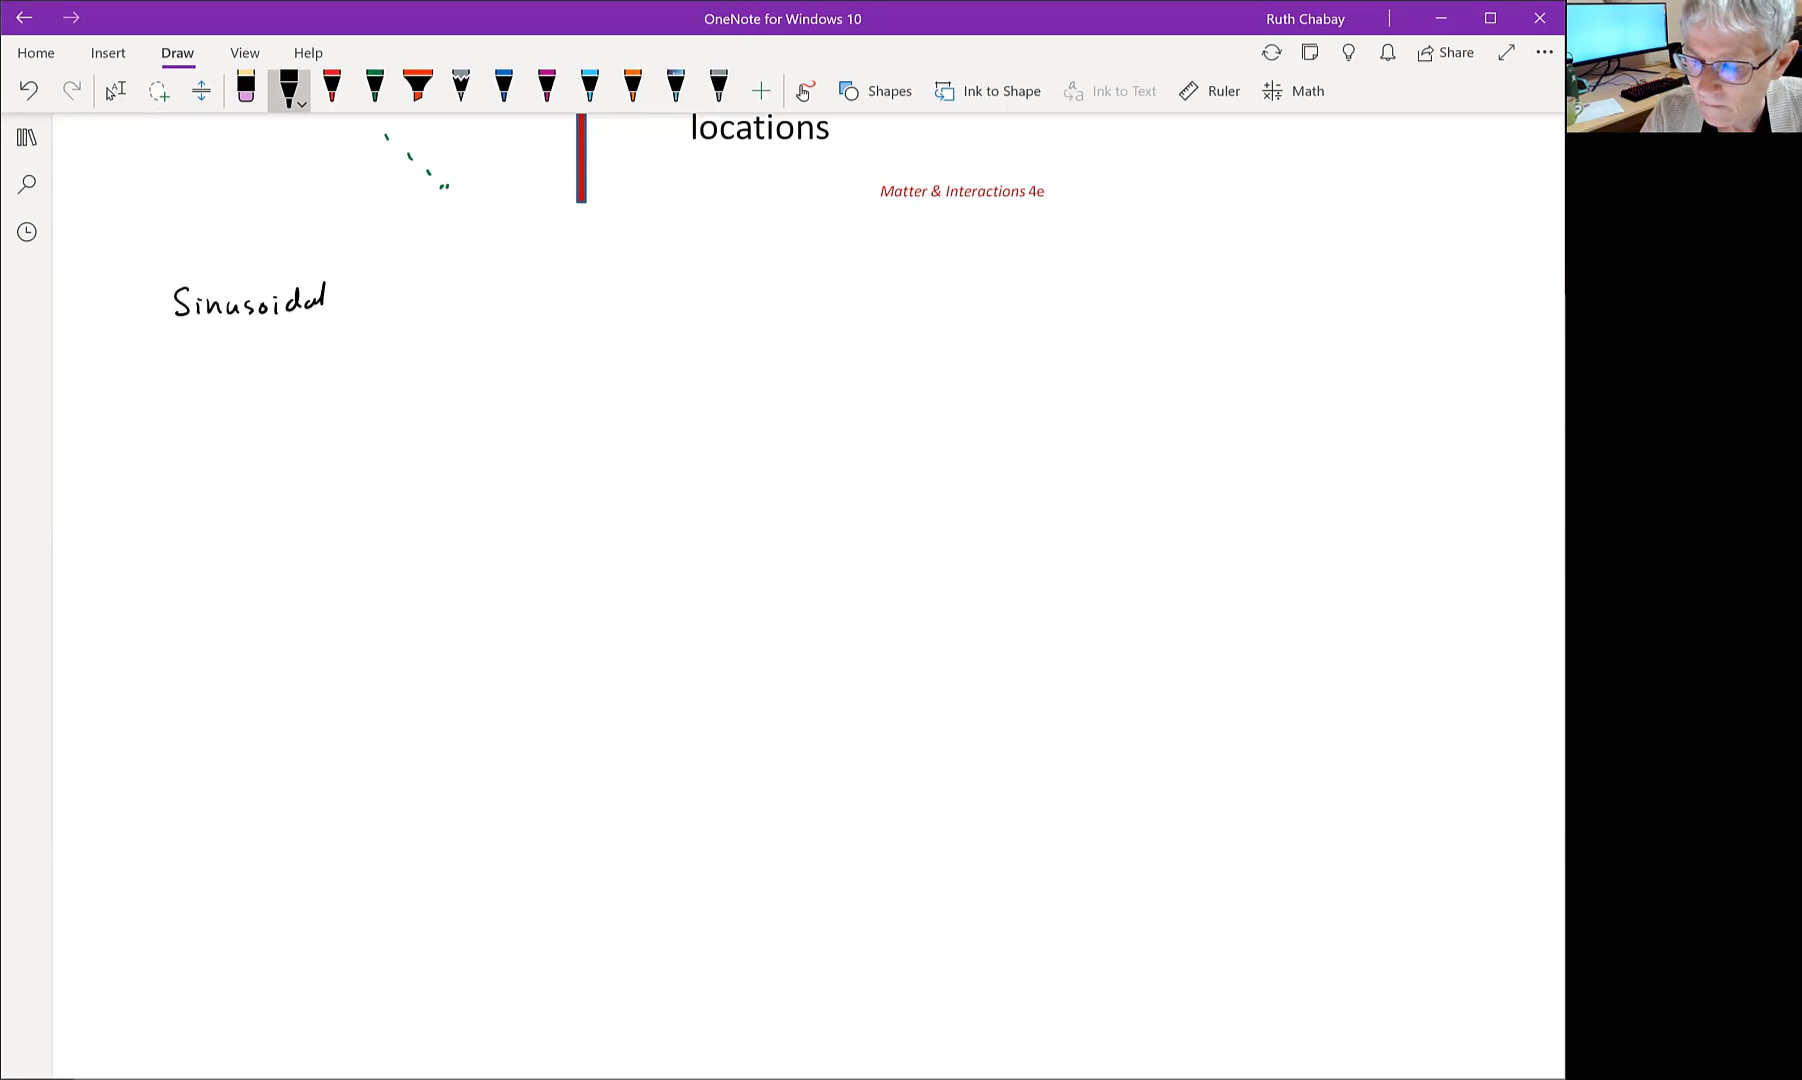 OneNote for Windows 10
Ruth Chabay
Home Insert Draw View Help
Share
Shapes Ink to Shape Ink to Text Ruler Math
locations
Matter & Interactions 4e
Sinusoidal